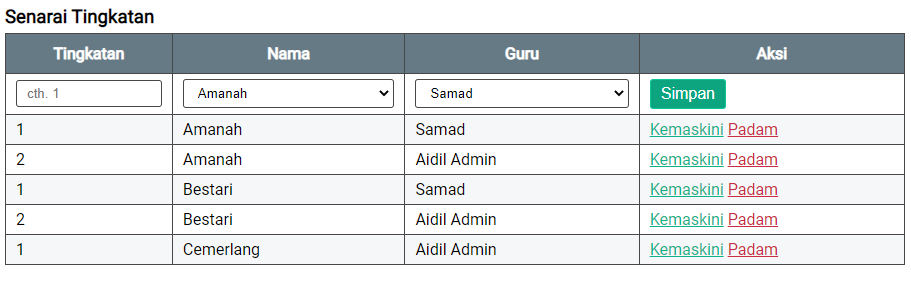 Senarai Tingkatan
Tingkatan Nama Guru Aksi
cth. 1 Amanah Samad Simpan
1 Amanah Samad Kemaskini Padam
2 Amanah Aidil Admin Kemaskini Padam
1 Bestari Samad Kemaskini Padam
2 Bestari Aidil Admin Kemaskini Padam
1 Cemerlang Aidil Admin Kemaskini Padam